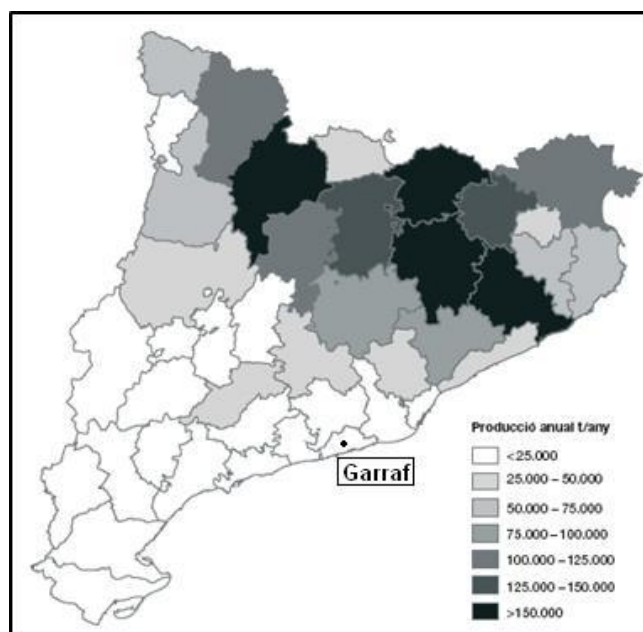 Producció anual t/any
<25.000
25.000 – 50.000
50.000 – 75.000
75.000 – 100.000
100.000 – 125.000
125.000 – 150.000
>150.000
Garraf